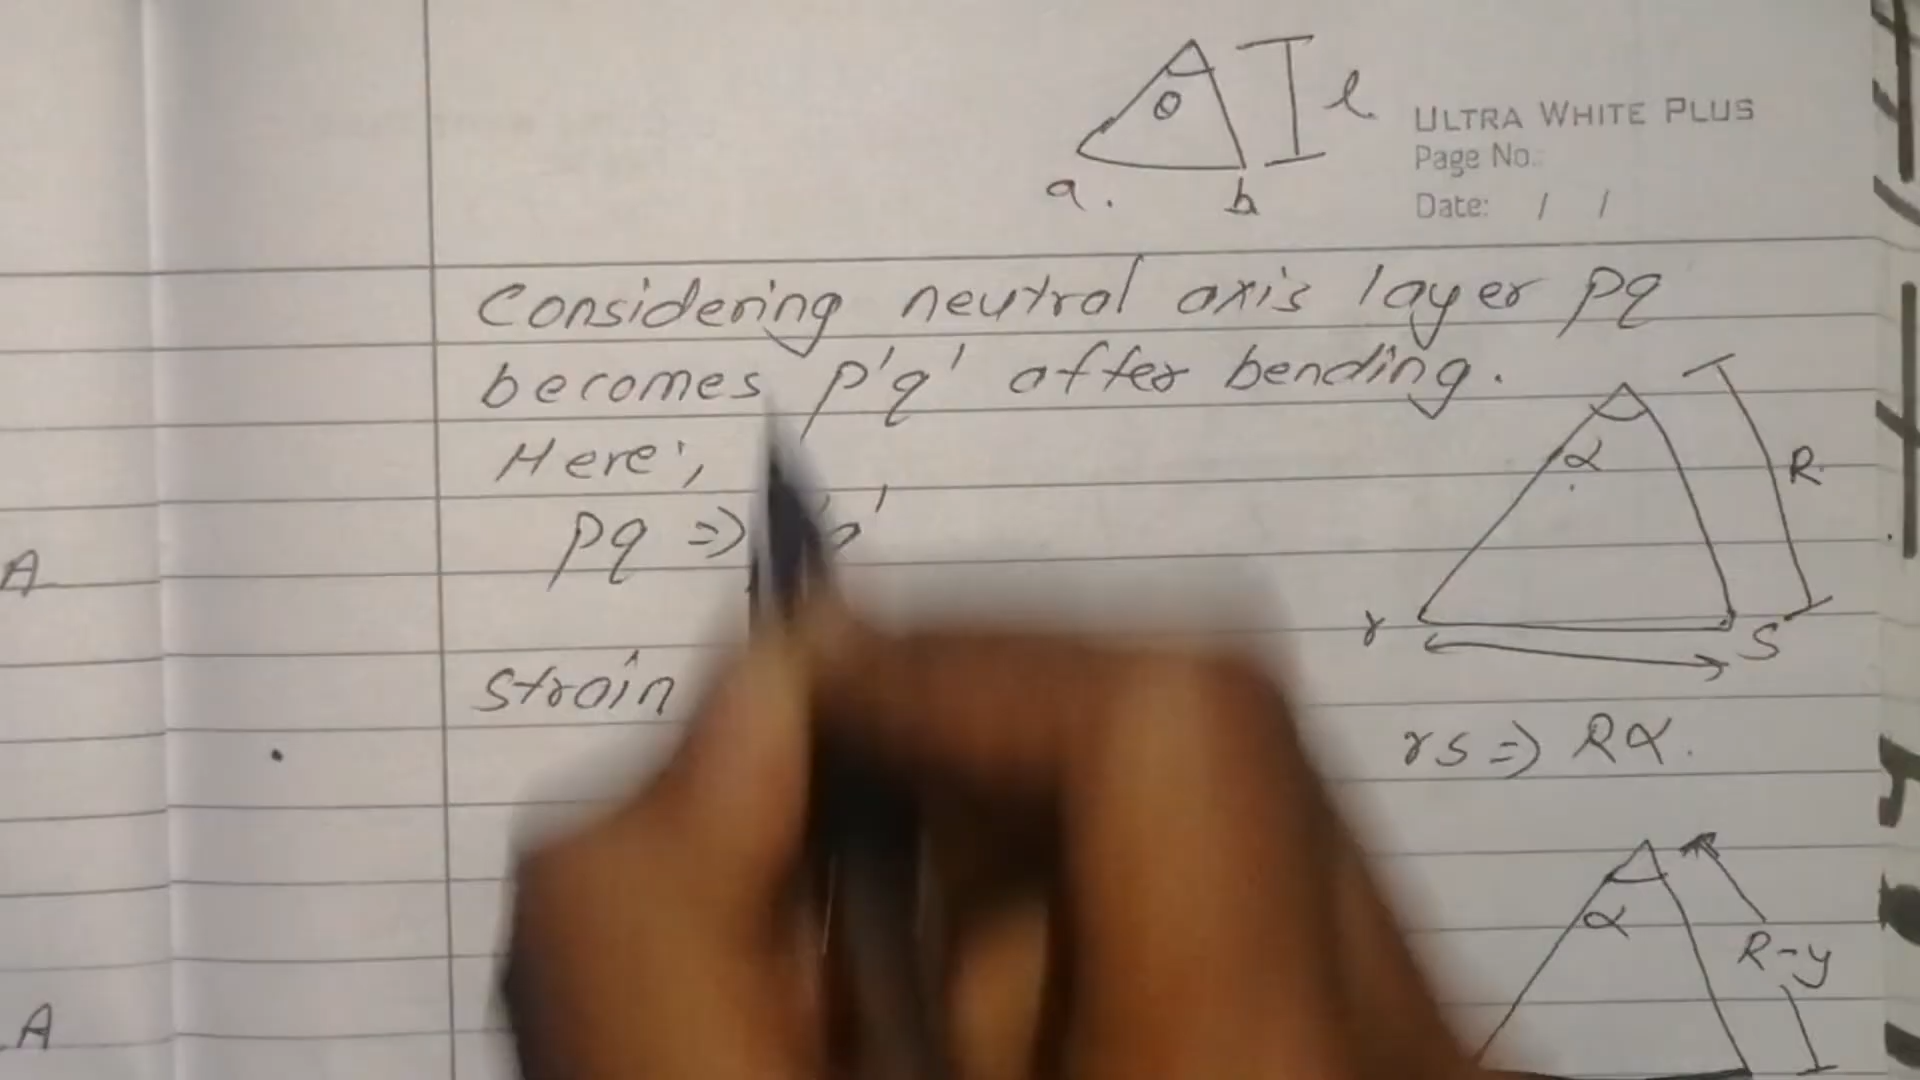 θ
l
a.
b
ULTRA WHITE PLUS
Page No.:
Date: / /
Considering neutral axis layer pq
becomes p'q' after bending.
Here;
pq =>
strain
α
R
r
S
rs => Rα.
α
R-y
A
A